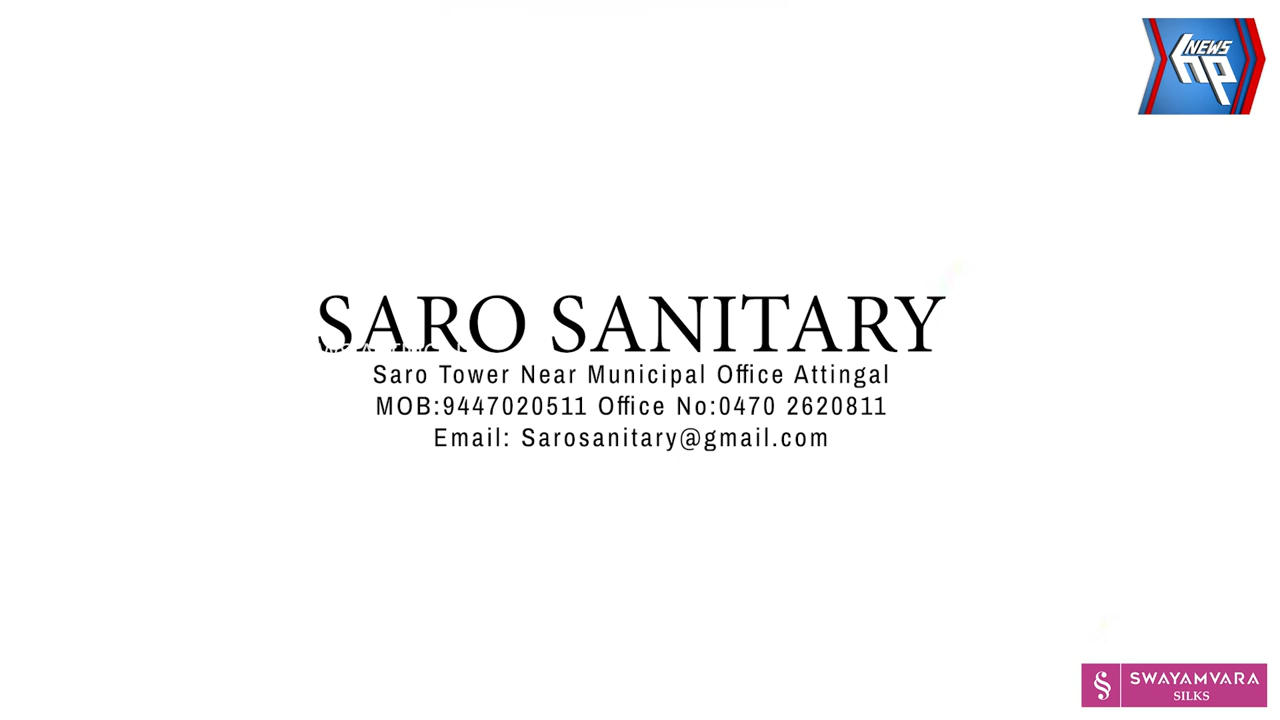 NEWS
np
SARO SANITARY
Saro Tower Near Municipal Office Attingal
MOB:9447020511 Office No:0470 2620811
Email: Sarosanitary@gmail.com
SWAYAMVARA
SILKS